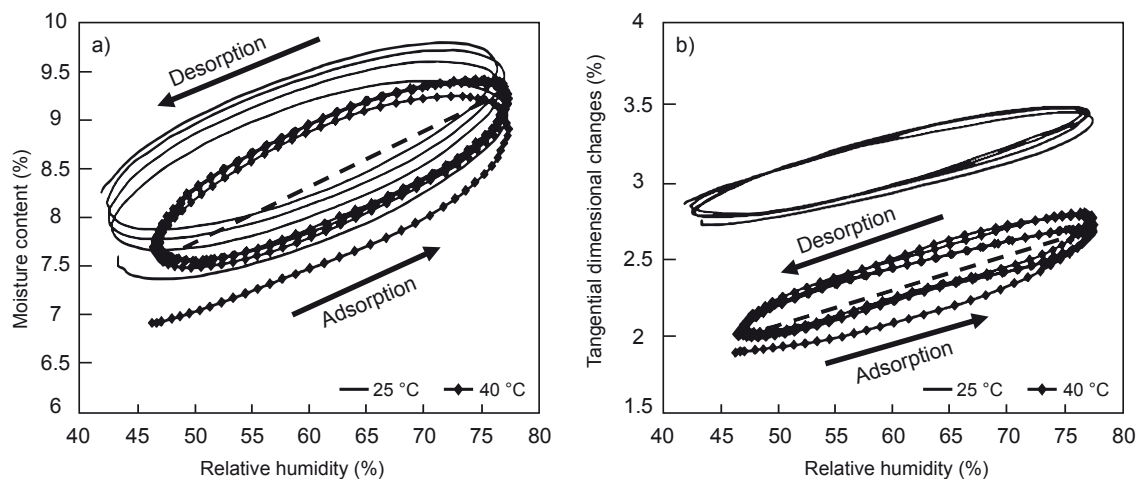 a)
Desorption
Adsorption
Moisture content (%)
10
9.5
9
8.5
8
7.5
7
6.5
6
25 °C
40 °C
40 45 50 55 60 65 70 75 80
Relative humidity (%)
b)
Desorption
Adsorption
Tangential dimensional changes (%)
4
3.5
3
2.5
2
1.5
25 °C
40 °C
40 45 50 55 60 65 70 75 80
Relative humidity (%)